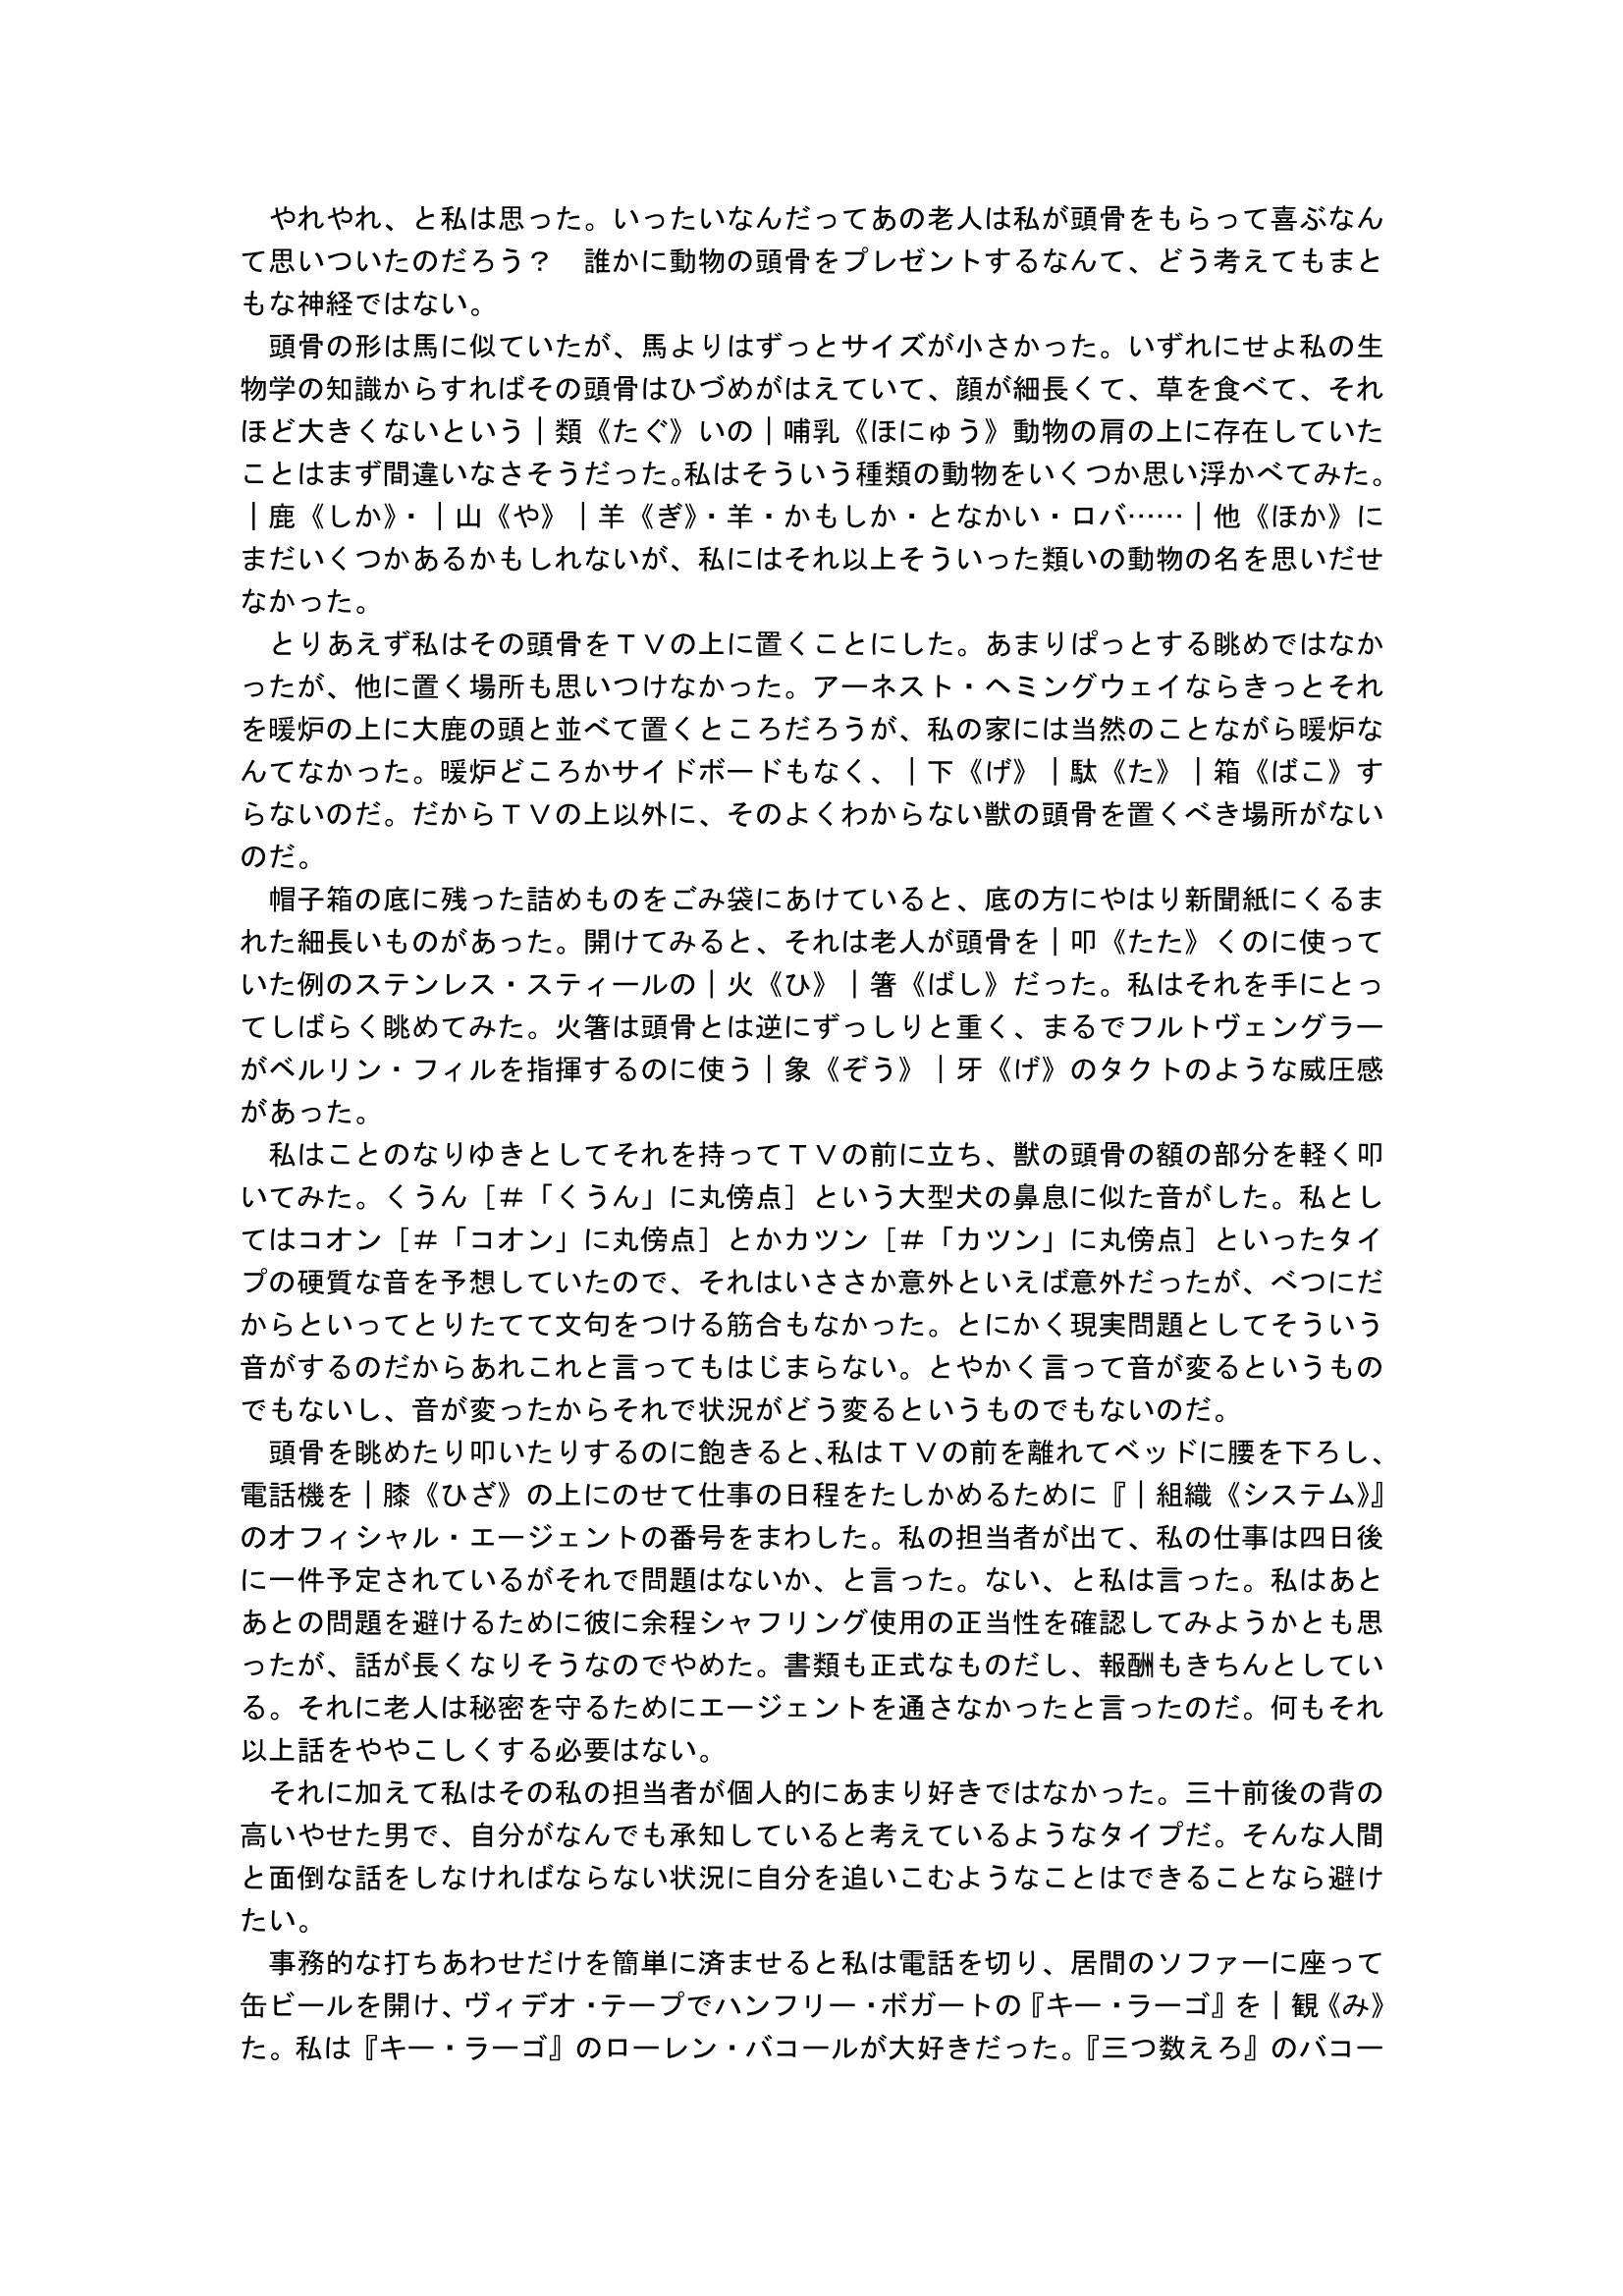 やれやれ、と私は思った。いったいなんだってあの老人は私が頭骨をもらって喜ぶなん
て思いついたのだろう？　誰かに動物の頭骨をプレゼントするなんて、どう考えてもまと
もな神経ではない。
　頭骨の形は馬に似ていたが、馬よりはずっとサイズが小さかった。いずれにせよ私の生
物学の知識からすればその頭骨はひづめがはえていて、顔が細長くて、草を食べて、それ
ほど大きくないという｜類《たぐ》いの｜哺乳《ほにゅう》動物の肩の上に存在していた
ことはまず間違いなさそうだった。私はそういう種類の動物をいくつか思い浮かべてみた。
｜鹿《しか》・｜山《や》｜羊《ぎ》・羊・かもしか・となかい・ロバ……｜他《ほか》に
まだいくつかあるかもしれないが、私にはそれ以上そういった類いの動物の名を思いだせ
なかった。
　とりあえず私はその頭骨をＴＶの上に置くことにした。あまりぱっとする眺めではなか
ったが、他に置く場所も思いつけなかった。アーネスト・ヘミングウェイならきっとそれ
を暖炉の上に大鹿の頭と並べて置くところだろうが、私の家には当然のことながら暖炉な
んてなかった。暖炉どころかサイドボードもなく、｜下《げ》｜駄《た》｜箱《ばこ》す
らないのだ。だからＴＶの上以外に、そのよくわからない獣の頭骨を置くべき場所がない
のだ。
　帽子箱の底に残った詰めものをごみ袋にあけていると、底の方にやはり新聞紙にくるま
れた細長いものがあった。開けてみると、それは老人が頭骨を｜叩《たた》くのに使って
いた例のステンレス・スティールの｜火《ひ》｜箸《ばし》だった。私はそれを手にとっ
てしばらく眺めてみた。火箸は頭骨とは逆にずっしりと重く、まるでフルトヴェングラー
がベルリン・フィルを指揮するのに使う｜象《ぞう》｜牙《げ》のタクトのような威圧感
があった。
　私はことのなりゆきとしてそれを持ってＴＶの前に立ち、獣の頭骨の額の部分を軽く叩
いてみた。くうん［＃「くうん」に丸傍点］という大型犬の鼻息に似た音がした。私とし
てはコオン［＃「コオン」に丸傍点］とかカツン［＃「カツン」に丸傍点］といったタイ
プの硬質な音を予想していたので、それはいささか意外といえば意外だったが、べつにだ
からといってとりたてて文句をつける筋合もなかった。とにかく現実問題としてそういう
音がするのだからあれこれと言ってもはじまらない。とやかく言って音が変るというもの
でもないし、音が変ったからそれで状況がどう変るというものでもないのだ。
　頭骨を眺めたり叩いたりするのに飽きると、私はＴＶの前を離れてベッドに腰を下ろし、
電話機を｜膝《ひざ》の上にのせて仕事の日程をたしかめるために『｜組織《システム》』
のオフィシャル・エージェントの番号をまわした。私の担当者が出て、私の仕事は四日後
に一件予定されているがそれで問題はないか、と言った。ない、と私は言った。私はあと
あとの問題を避けるために彼に余程シャフリング使用の正当性を確認してみようかとも思
ったが、話が長くなりそうなのでやめた。書類も正式なものだし、報酬もきちんとしてい
る。それに老人は秘密を守るためにエージェントを通さなかったと言ったのだ。何もそれ
以上話をややこしくする必要はない。
　それに加えて私はその私の担当者が個人的にあまり好きではなかった。三十前後の背の
高いやせた男で、自分がなんでも承知していると考えているようなタイプだ。そんな人間
と面倒な話をしなければならない状況に自分を追いこむようなことはできることなら避け
たい。
　事務的な打ちあわせだけを簡単に済ませると私は電話を切り、居間のソファーに座って
缶ビールを開け、ヴィデオ・テープでハンフリー・ボガートの『キー・ラーゴ』を｜観《み》
た。私は『キー・ラーゴ』のローレン・バコールが大好きだった。『三つ数えろ』のバコー